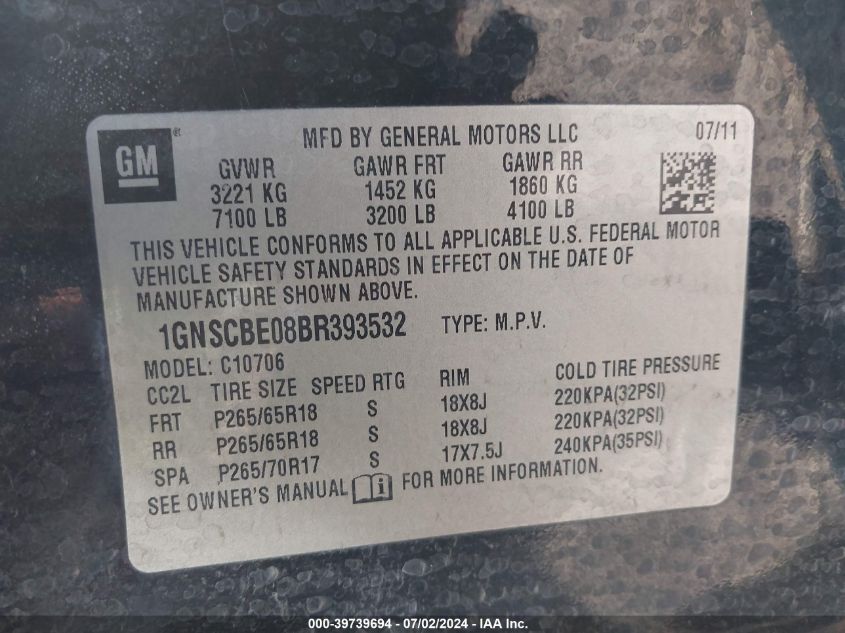 GM
MFD BY GENERAL MOTORS LLC 07/11
GVWR GAWR FRT GAWR RR
3221 KG 1452 KG 1860 KG
7100 LB 3200 LB 4100 LB
THIS VEHICLE CONFORMS TO ALL APPLICABLE U.S. FEDERAL MOTOR
VEHICLE SAFETY STANDARDS IN EFFECT ON THE DATE OF
MANUFACTURE SHOWN ABOVE.
1GNSCBE08BR393532 TYPE: M.P.V.
MODEL: C10706
CC2L TIRE SIZE SPEED RTG RIM COLD TIRE PRESSURE
FRT P265/65R18 S 18X8J 220KPA(32PSI)
RR P265/65R18 S 18X8J 220KPA(32PSI)
SPA P265/70R17 S 17X7.5J 240KPA(35PSI)
SEE OWNER'S MANUAL i FOR MORE INFORMATION.
000-39739694 - 07/02/2024 - IAA Inc.